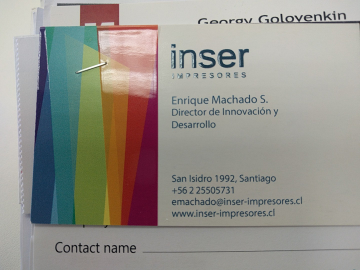 Georgy Golovenkin
inser
IMPRESORES
Enrique Machado S.
Director de Innovación y
Desarrollo
San Isidro 1992, Santiago
+56 2 25505731
emachado@inser-impresores.cl
www.inser-impresores.cl
Contact name